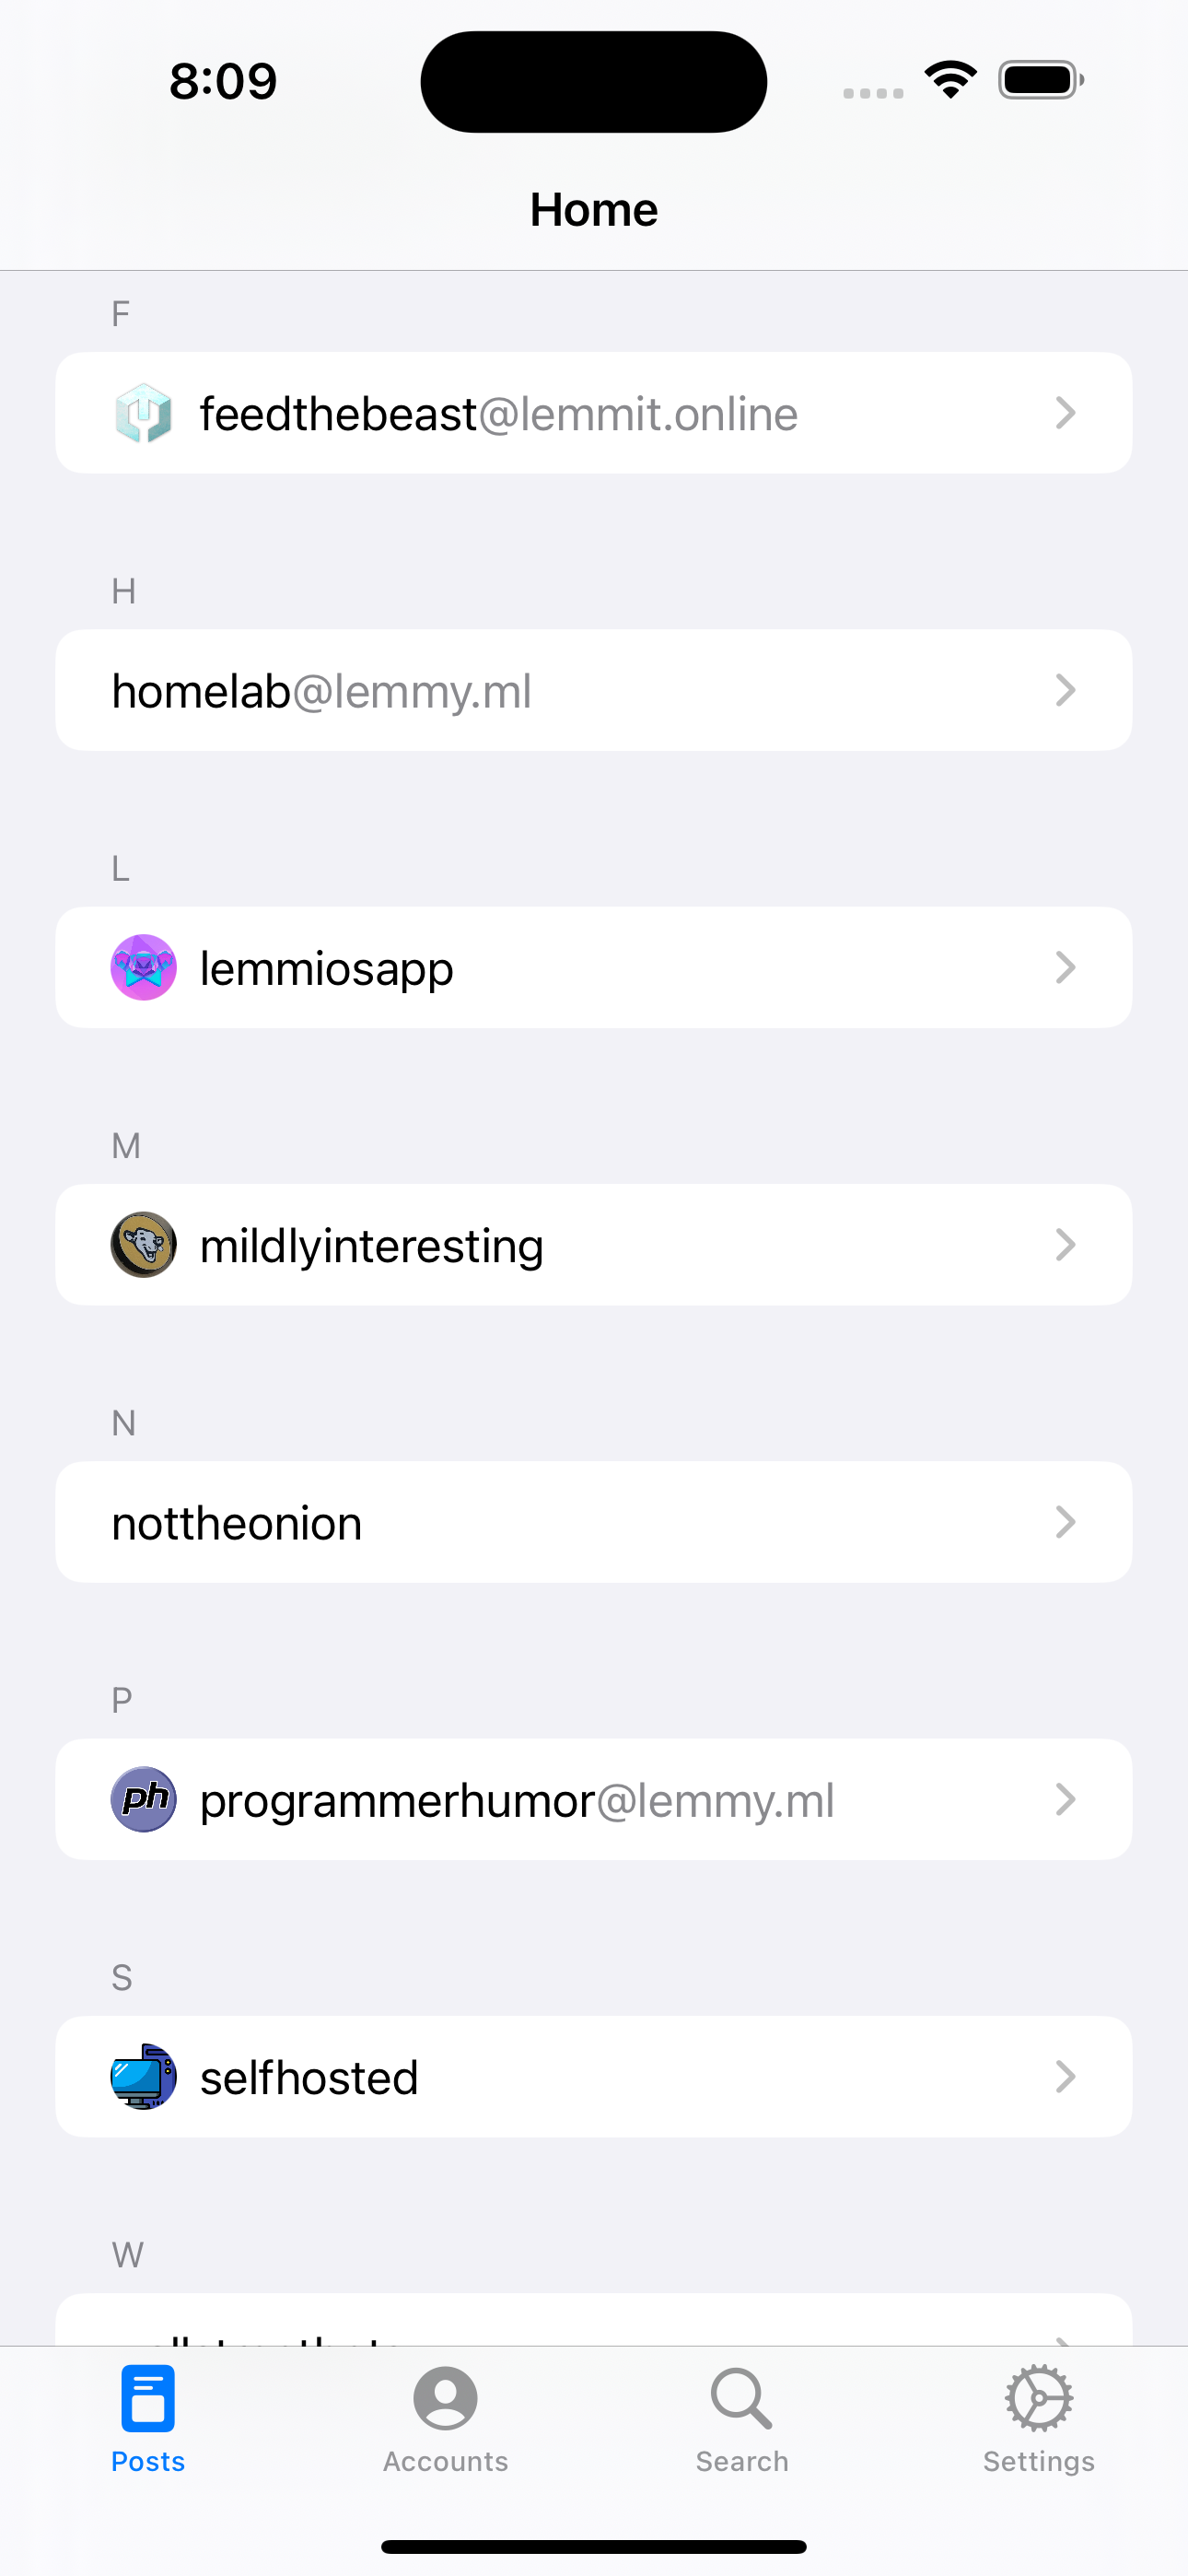 8:09
Home
F
feedthebeast@lemmit.online
H
homelab@lemmy.ml
L
lemmiosapp
M
mildlyinteresting
N
nottheonion
P
ph programmerhumor@lemmy.ml
S
selfhosted
W
Posts Accounts Search Settings